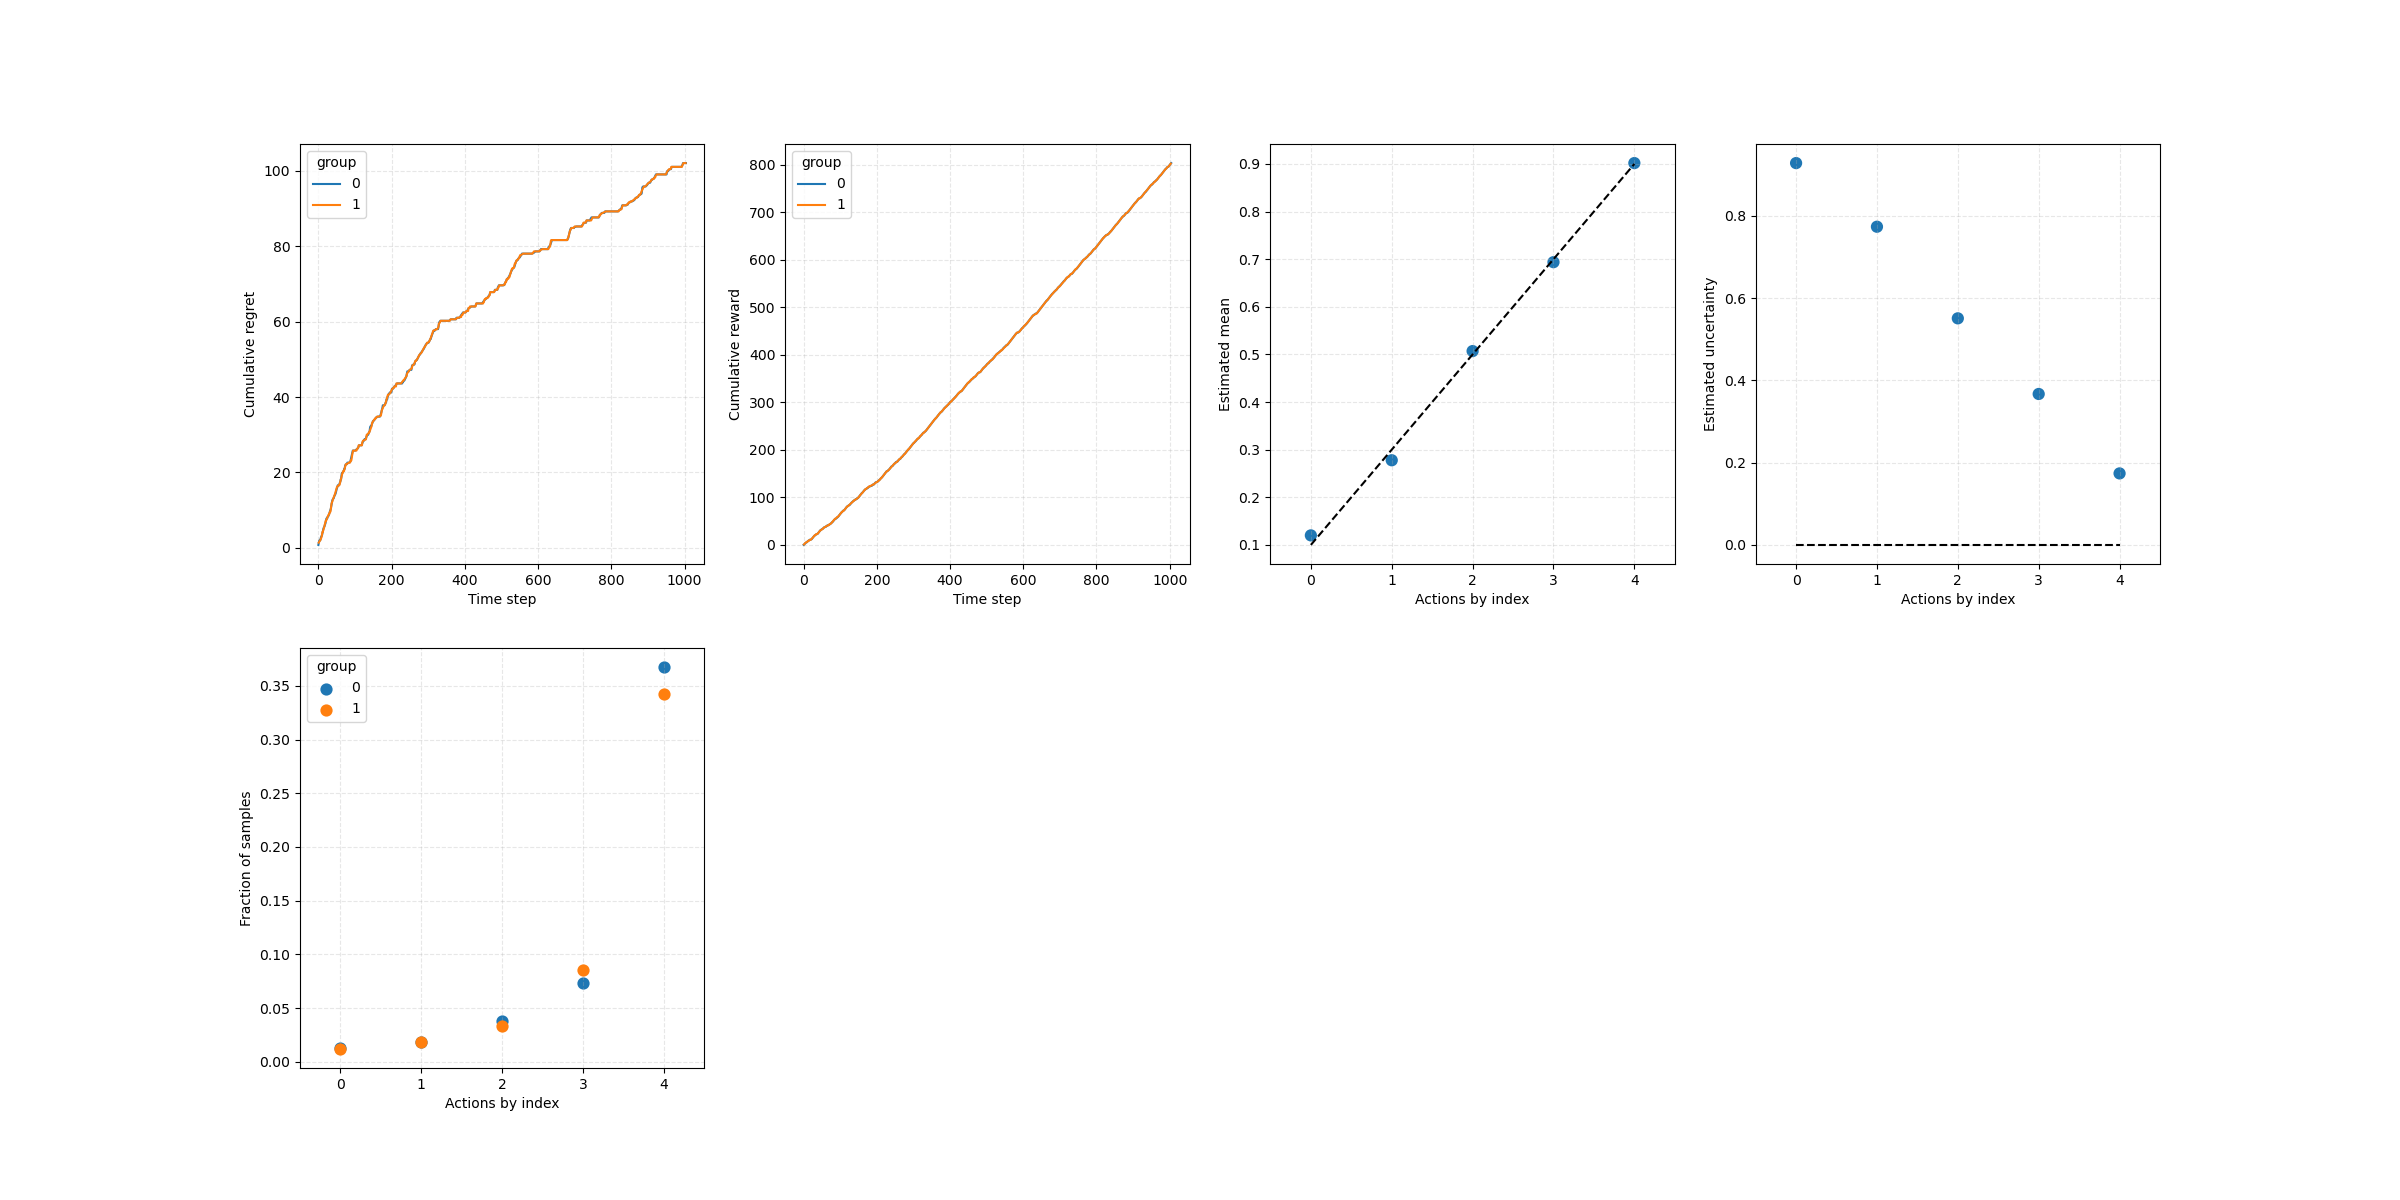 group
0
1
100
80
60
40
20
0
Cumulative regret
0 200 400 600 800 1000
Time step
group
0
1
800
700
600
500
400
300
200
100
0
Cumulative reward
0 200 400 600 800 1000
Time step
0.9
0.8
0.7
0.6
0.5
0.4
0.3
0.2
0.1
Estimated mean
0 1 2 3 4
Actions by index
0.8
0.6
0.4
0.2
0.0
Estimated uncertainty
0 1 2 3 4
Actions by index
group
0
1
0.35
0.30
0.25
0.20
0.15
0.10
0.05
0.00
Fraction of samples
0 1 2 3 4
Actions by index